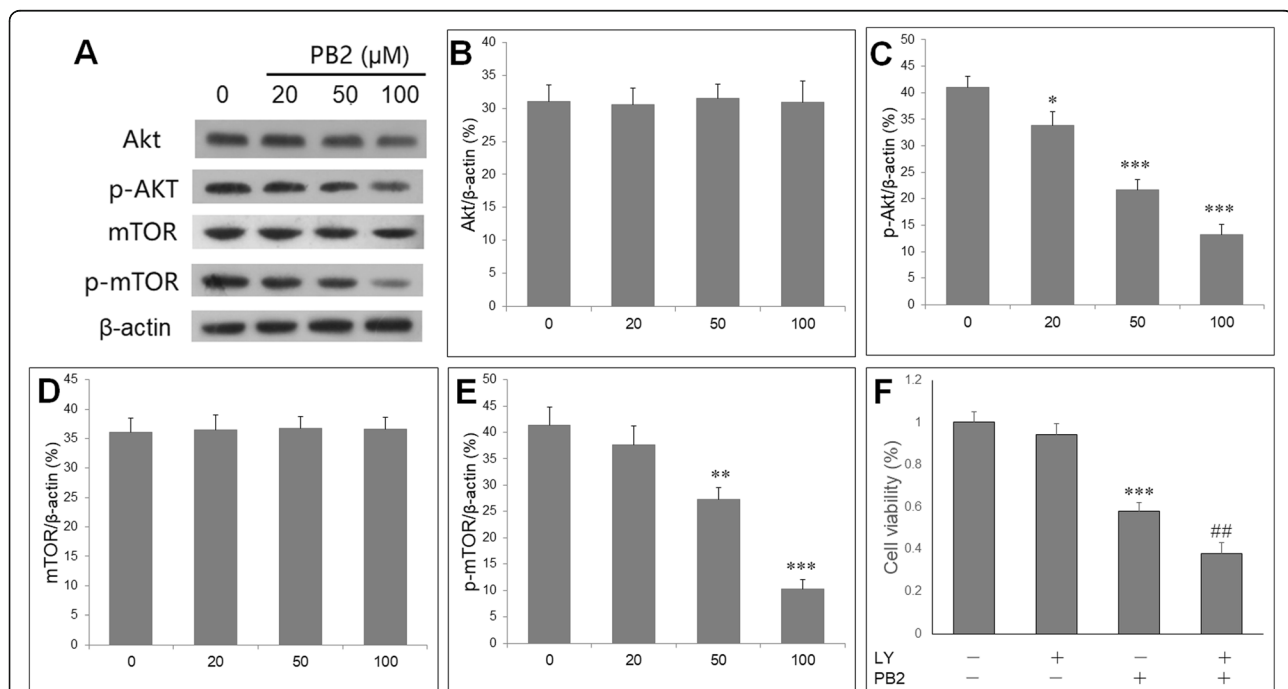 A
PB2 (μM)
0 20 50 100
Akt
p-AKT
mTOR
p-mTOR
β-actin
B
Akt/β-actin (%)
40
35
30
25
20
15
10
5
0
0 20 50 100
C
p-Akt/β-actin (%)
50
45
40
35
30
25
20
15
10
5
0
*
***
***
0 20 50 100
D
mTOR/β-actin (%)
45
40
35
30
25
20
15
10
5
0
0 20 50 100
E
p-mTOR/β-actin (%)
50
45
40
35
30
25
20
15
10
5
0
**
***
0 20 50 100
F
Cell viability (%)
1.2
1
0.8
0.6
0.4
0.2
0
***
##
LY − + − +
PB2 − − + +